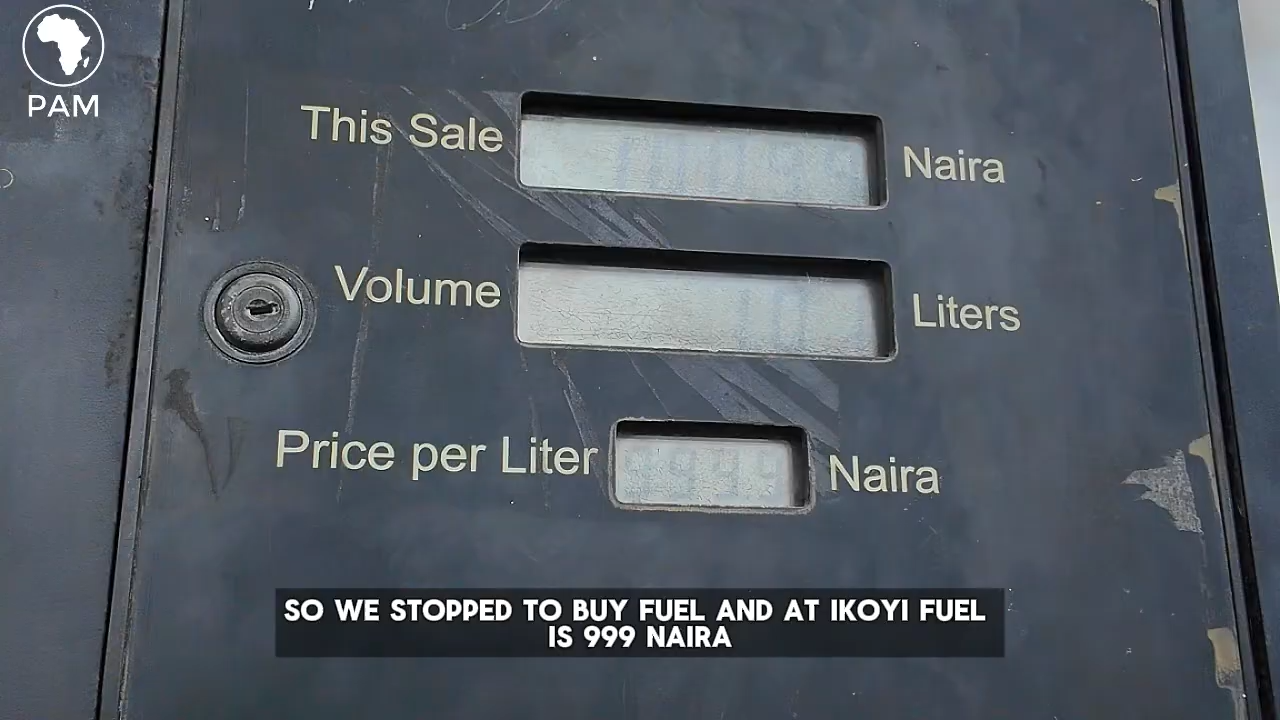 PAM
This Sale Naira
Volume Liters
Price per Liter Naira
SO WE STOPPED TO BUY FUEL AND AT IKOYI FUEL
IS 999 NAIRA